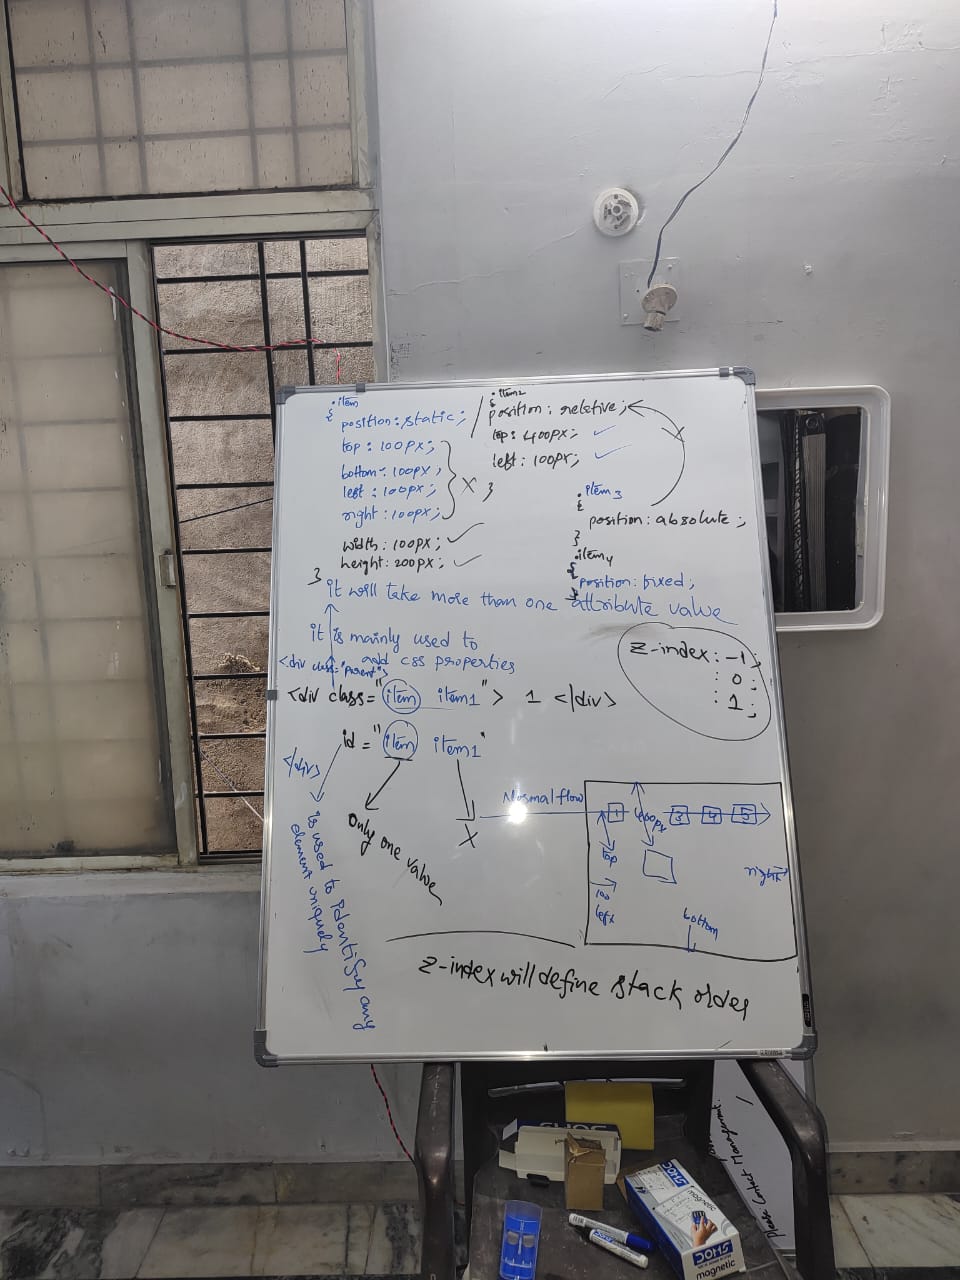 .item
{
position: static;
top: 100px;
bottom: 100px;
left: 100px;
right: 100px;
X
width: 100px; ✓
height: 200px; ✓
}
/
.item2
{
position: relative;
top: 400px; ✓
left: 100px; ✓
}
X
.item3
{
position: absolute;
}
.item4
{
position: fixed;
}
it will take more than one attribute value
it is mainly used to
add css properties
<div class="parent">
<div class="item item1"> 1 </div>
id = "item item1"
</div>
z-index: -1;
: 0;
: 1;
is used to Identify any
element uniquely
Only one value
X
Normal flow
1
400px
3
4
5
top
100
left
right
bottom
z-index will define stack order
DOMS
magnetic
DOMS
magnetic
Contact Management.